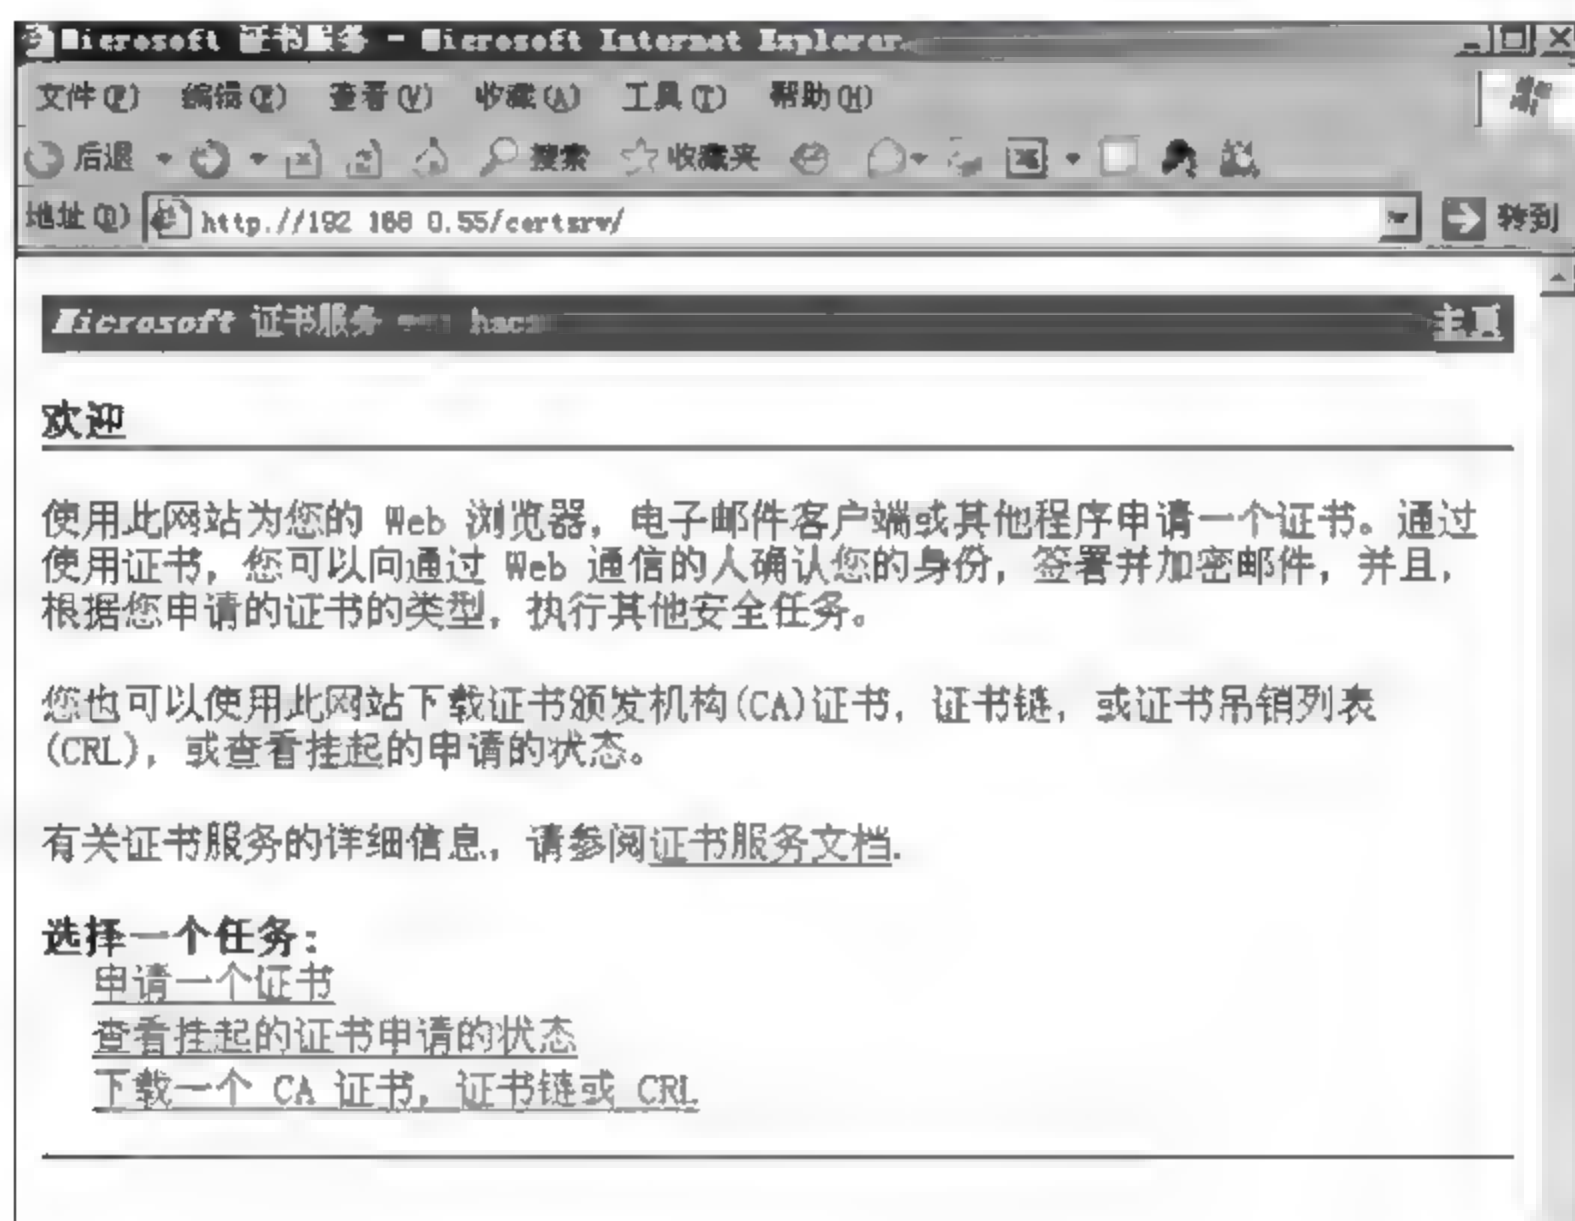 Microsoft 证书服务 - Microsoft Internet Explorer
文件(F) 编辑(E) 查看(V) 收藏(A) 工具(T) 帮助(H)
后退 搜索 收藏夹
地址(D) http://192 168 0.55/certsrv/ 转到
Microsoft 证书服务 主页
欢迎
使用此网站为您的 Web 浏览器，电子邮件客户端或其他程序申请一个证书。通过
使用证书，您可以向通过 Web 通信的人确认您的身份，签署并加密邮件，并且，
根据您申请的证书的类型，执行其他安全任务。
您也可以使用此网站下载证书颁发机构(CA)证书，证书链，或证书吊销列表
(CRL)，或查看挂起的申请的状态。
有关证书服务的详细信息，请参阅证书服务文档.
选择一个任务:
申请一个证书
查看挂起的证书申请的状态
下载一个 CA 证书，证书链或 CRL